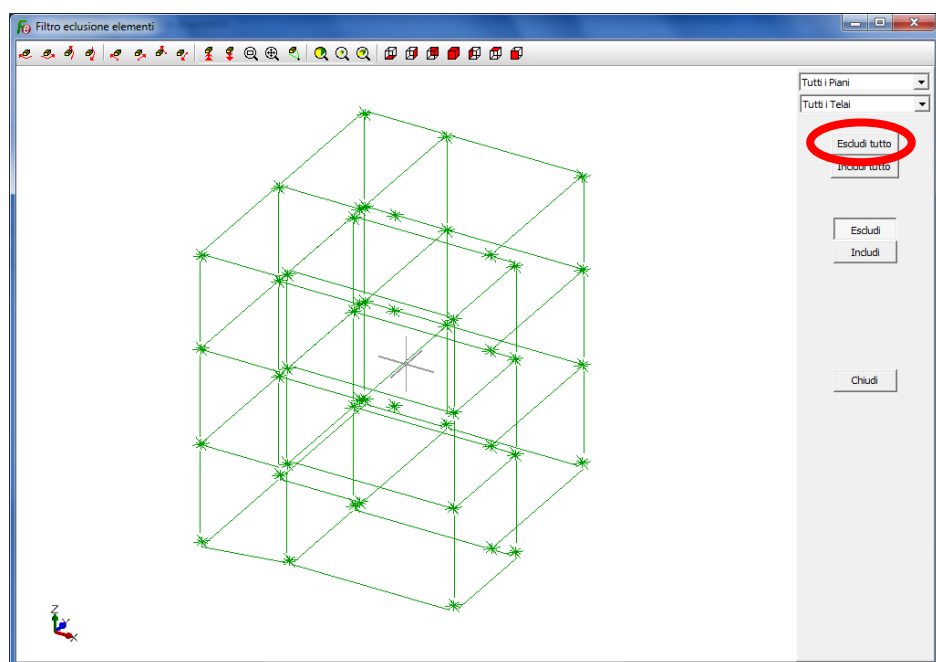 Filtro eclusione elementi
Tutti i Piani
Tutti i Telai
Escludi tutto
Includi tutto
Escludi
Includi
Chiudi
Z
Y
X